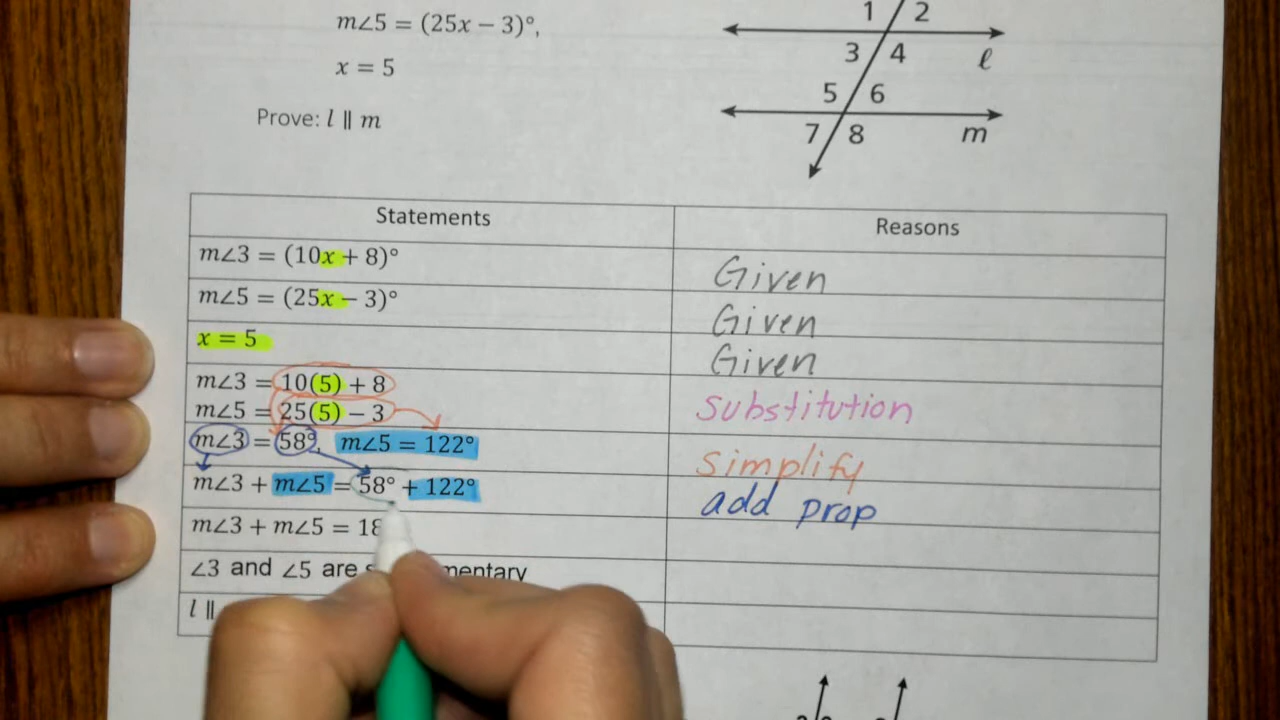 m∠5 = (25x − 3)°,
x = 5
Prove: l ∥ m
1 2
3 4
ℓ
5 6
7 8
m
Statements Reasons
m∠3 = (10x + 8)° Given
m∠5 = (25x − 3)° Given
x = 5 Given
m∠3 = 10(5) + 8
m∠5 = 25(5) − 3 substitution
m∠3 = 58°, m∠5 = 122° simplify
m∠3 + m∠5 = 58° + 122° add prop
m∠3 + m∠5 = 18
∠3 and ∠5 are
l ∥